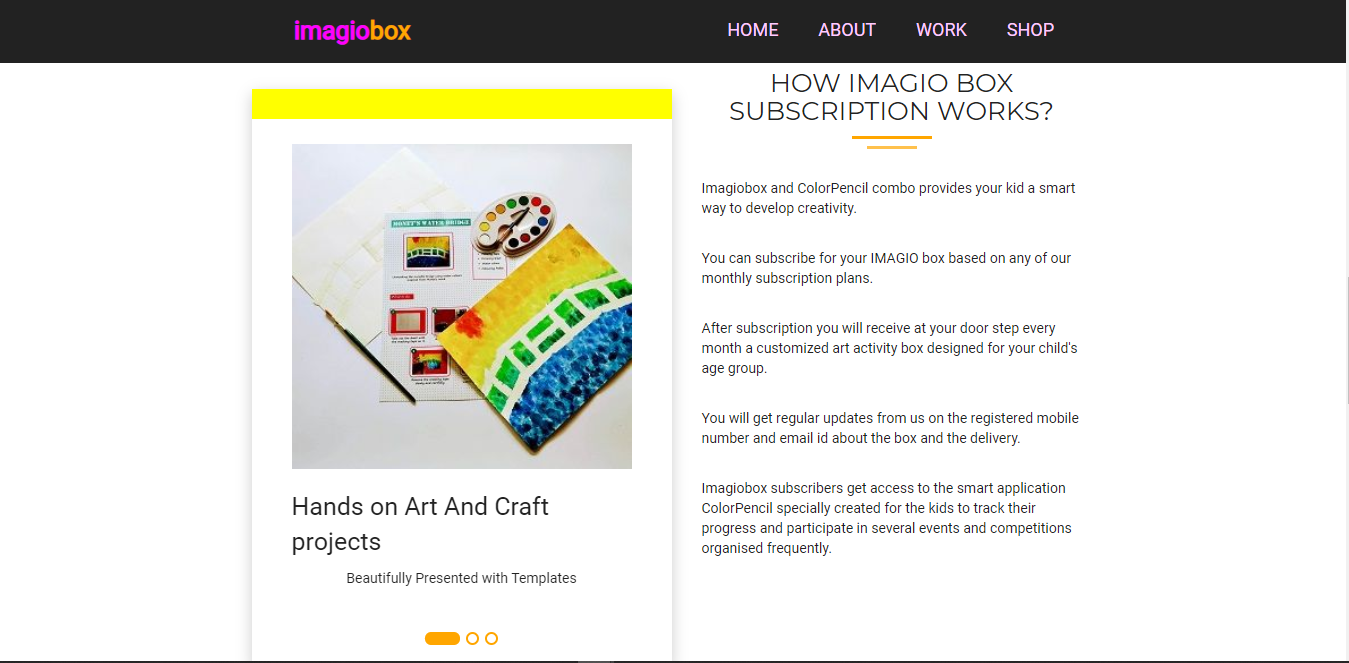 imagiobox
HOME ABOUT WORK SHOP
MONET'S WATER BRIDGE
Hands on Art And Craft
projects
Beautifully Presented with Templates
HOW IMAGIO BOX
SUBSCRIPTION WORKS?
Imagiobox and ColorPencil combo provides your kid a smart
way to develop creativity.
You can subscribe for your IMAGIO box based on any of our
monthly subscription plans.
After subscription you will receive at your door step every
month a customized art activity box designed for your child's
age group.
You will get regular updates from us on the registered mobile
number and email id about the box and the delivery.
Imagiobox subscribers get access to the smart application
ColorPencil specially created for the kids to track their
progress and participate in several events and competitions
organised frequently.